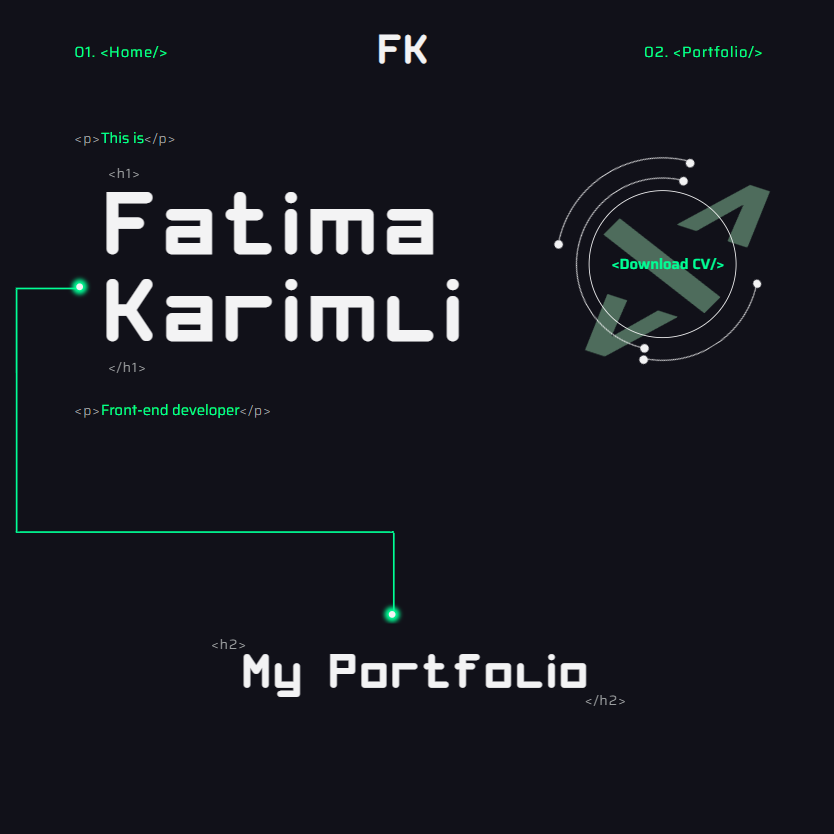 01. <Home/>
FK
02. <Portfolio/>
<p>This is</p>
<h1>
Fatima
Karimli
</h1>
<Download CV/>
<p>Front-end developer</p>
<h2>
My Portfolio
</h2>